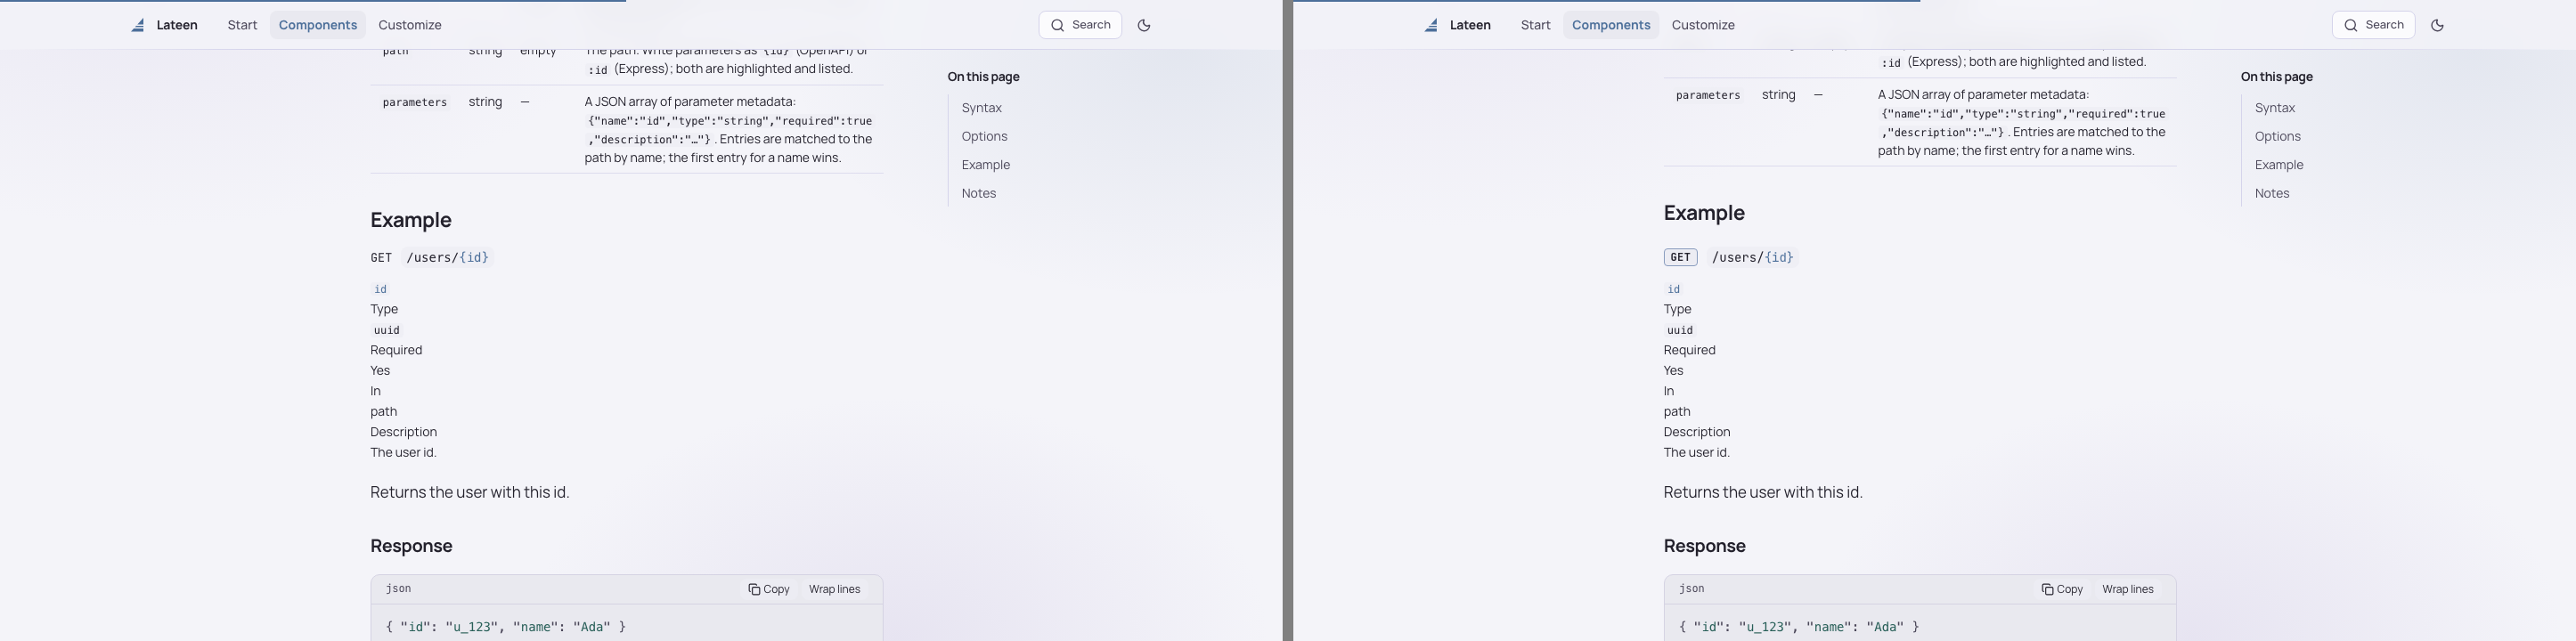 Lateen Start Components Customize Search
path string empty The path. Write parameters as {id} (OpenAPI) or
:id (Express); both are highlighted and listed.
parameters string — A JSON array of parameter metadata:
{"name":"id","type":"string","required":true
,"description":"…"} . Entries are matched to the
path by name; the first entry for a name wins.
On this page
Syntax
Options
Example
Notes
Example
GET /users/{id}
id
Type
uuid
Required
Yes
In
path
Description
The user id.
Returns the user with this id.
Response
json Copy Wrap lines
{ "id": "u_123", "name": "Ada" }
Lateen Start Components Customize Search
:id (Express); both are highlighted and listed.
parameters string — A JSON array of parameter metadata:
{"name":"id","type":"string","required":true
,"description":"…"} . Entries are matched to the
path by name; the first entry for a name wins.
On this page
Syntax
Options
Example
Notes
Example
GET /users/{id}
id
Type
uuid
Required
Yes
In
path
Description
The user id.
Returns the user with this id.
Response
json Copy Wrap lines
{ "id": "u_123", "name": "Ada" }